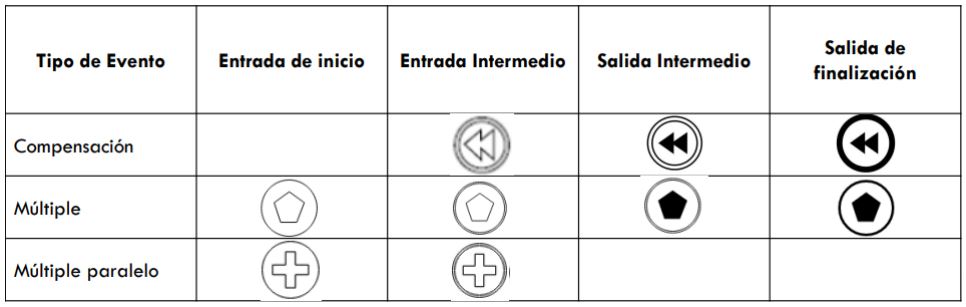 Tipo de Evento
Entrada de inicio
Entrada Intermedio
Salida Intermedio
Salida de
finalización
Compensación
Múltiple
Múltiple paralelo